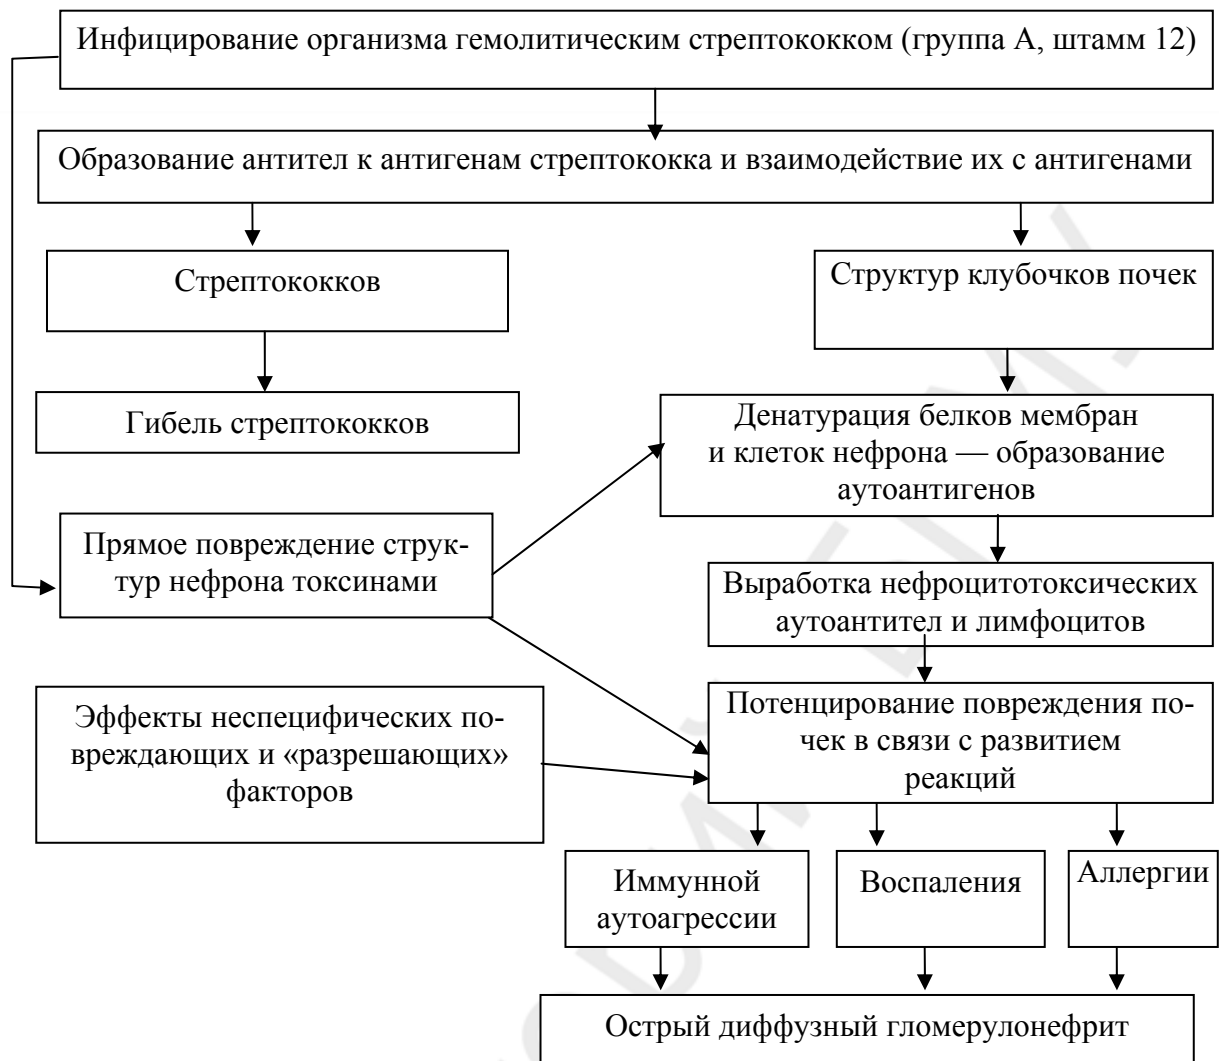 Инфицирование организма гемолитическим стрептококком (группа А, штамм 12)
Образование антител к антигенам стрептококка и взаимодействие их с антигенами
Стрептококков
Структур клубочков почек
Гибель стрептококков
Денатурация белков мембран
и клеток нефрона — образование
аутоантигенов
Прямое повреждение струк-
тур нефрона токсинами
Выработка нефроцитотоксических
аутоантител и лимфоцитов
Эффекты неспецифических по-
вреждающих и «разрешающих»
факторов
Потенцирование повреждения по-
чек в связи с развитием
реакций
Иммунной
аутоагрессии
Воспаления
Аллергии
Острый диффузный гломерулонефрит